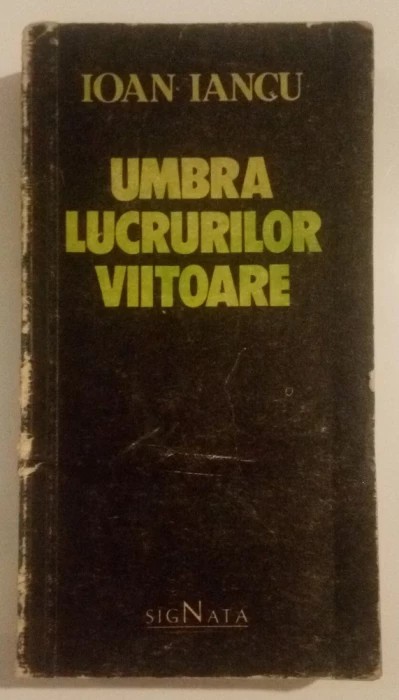 IOAN IANCU
UMBRA
LUCRURILOR
VIITOARE
SIGNATA